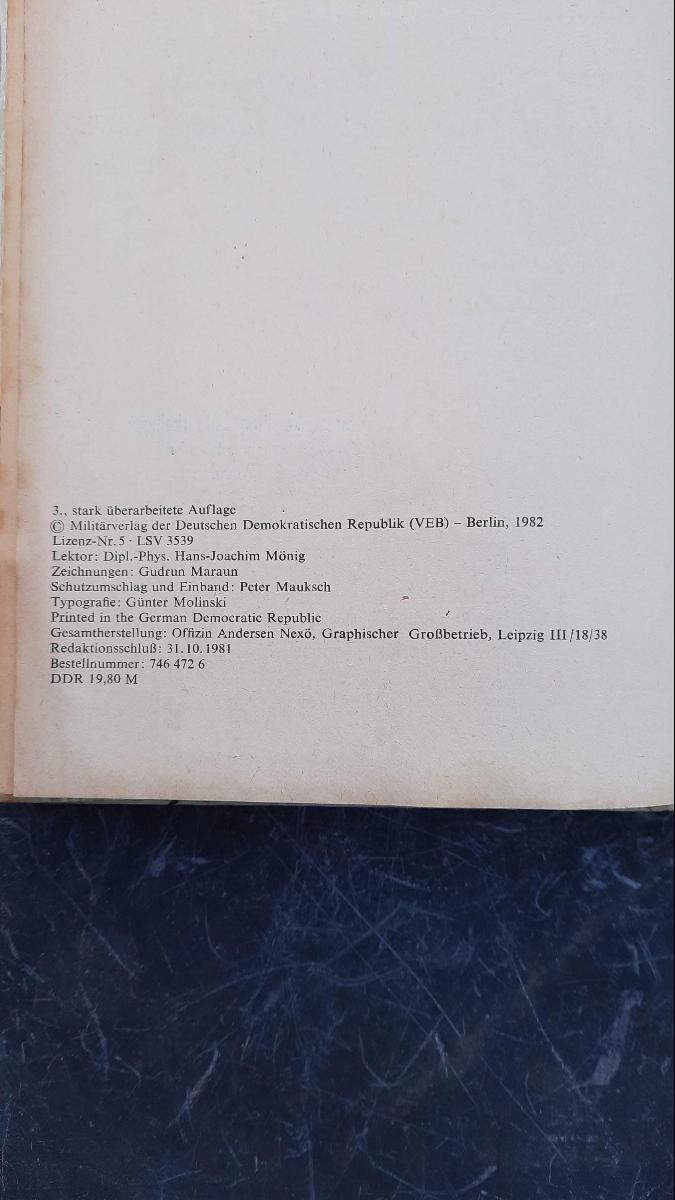 3., stark überarbeitete Auflage
© Militärverlag der Deutschen Demokratischen Republik (VEB) – Berlin, 1982
Lizenz-Nr. 5 · LSV 3539
Lektor: Dipl.-Phys. Hans-Joachim Mönig
Zeichnungen: Gudrun Maraun
Schutzumschlag und Einband: Peter Mauksch
Typografie: Günter Molinski
Printed in the German Democratic Republic
Gesamtherstellung: Offizin Andersen Nexö, Graphischer Großbetrieb, Leipzig III/18/38
Redaktionsschluß: 31.10.1981
Bestellnummer: 746 472 6
DDR 19,80 M